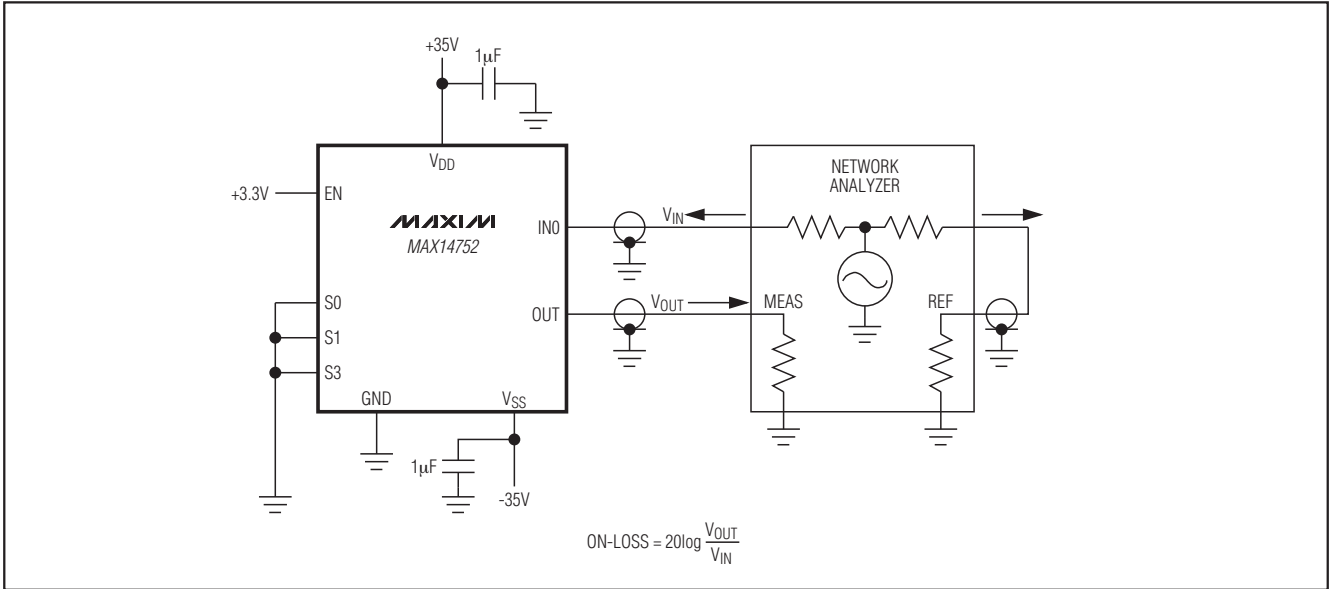 +35V
1µF
VDD
+3.3V
EN
MAXIM
MAX14752
IN0
OUT
S0
S1
S3
GND
VSS
1µF
-35V
VIN
VOUT
NETWORK
ANALYZER
MEAS
REF
ON-LOSS = 20log VOUT/VIN